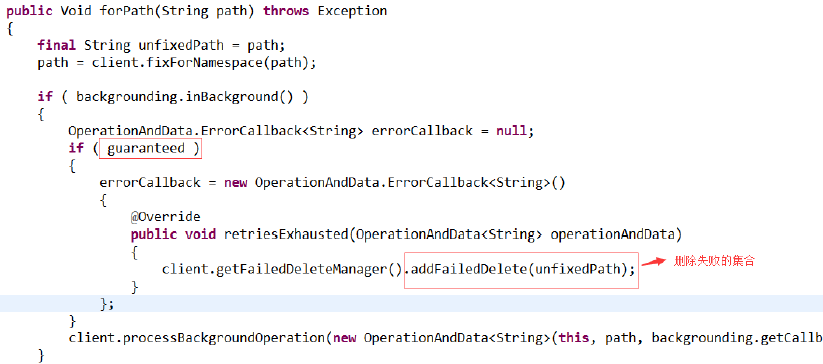 public Void forPath(String path) throws Exception
{
final String unfixedPath = path;
path = client.fixForNamespace(path);
if ( backgrounding.inBackground() )
{
OperationAndData.ErrorCallback<String> errorCallback = null;
if ( guaranteed )
{
errorCallback = new OperationAndData.ErrorCallback<String>()
{
@Override
public void retriesExhausted(OperationAndData<String> operationAndData)
{
client.getFailedDeleteManager().addFailedDelete(unfixedPath); 删除失败的集合
}
};
}
client.processBackgroundOperation(new OperationAndData<String>(this, path, backgrounding.getCallb
}